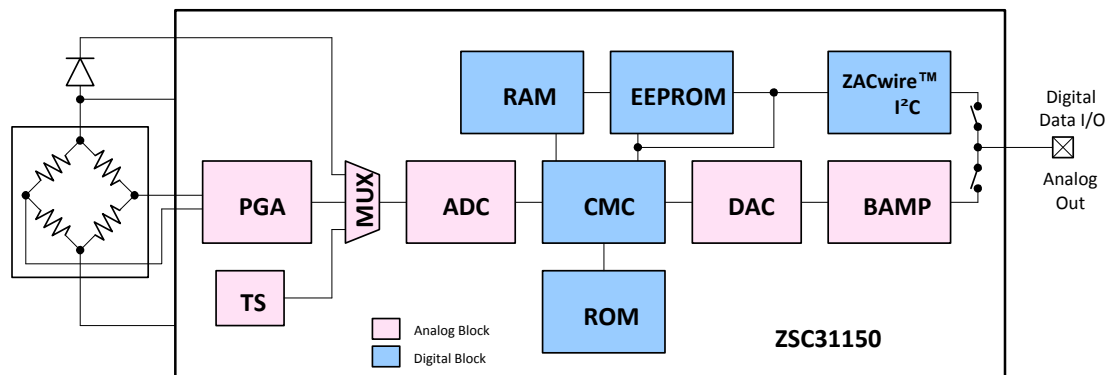 RAM
EEPROM
ZACwire™
I²C
Digital
Data I/O
Analog
Out
PGA
MUX
ADC
CMC
DAC
BAMP
TS
ROM
Analog Block
Digital Block
ZSC31150